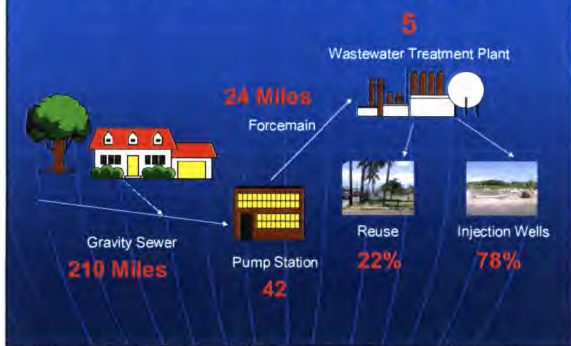 5
Wastewater Treatment Plant
24 Miles
Forcemain
Gravity Sewer
210 Miles
Pump Station
42
Reuse
22%
Injection Wells
78%